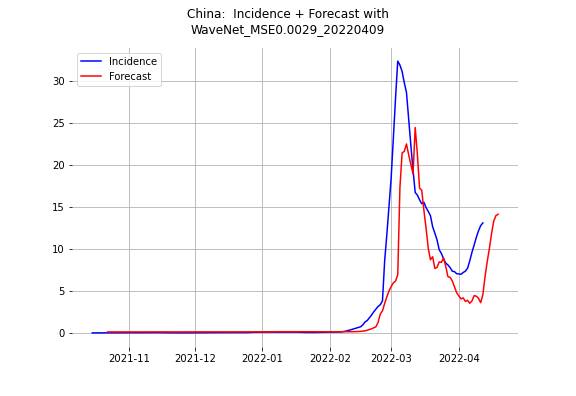 China:  Incidence + Forecast with
WaveNet_MSE0.0029_20220409
Incidence
Forecast
30
25
20
15
10
5
0
2021-11 2021-12 2022-01 2022-02 2022-03 2022-04